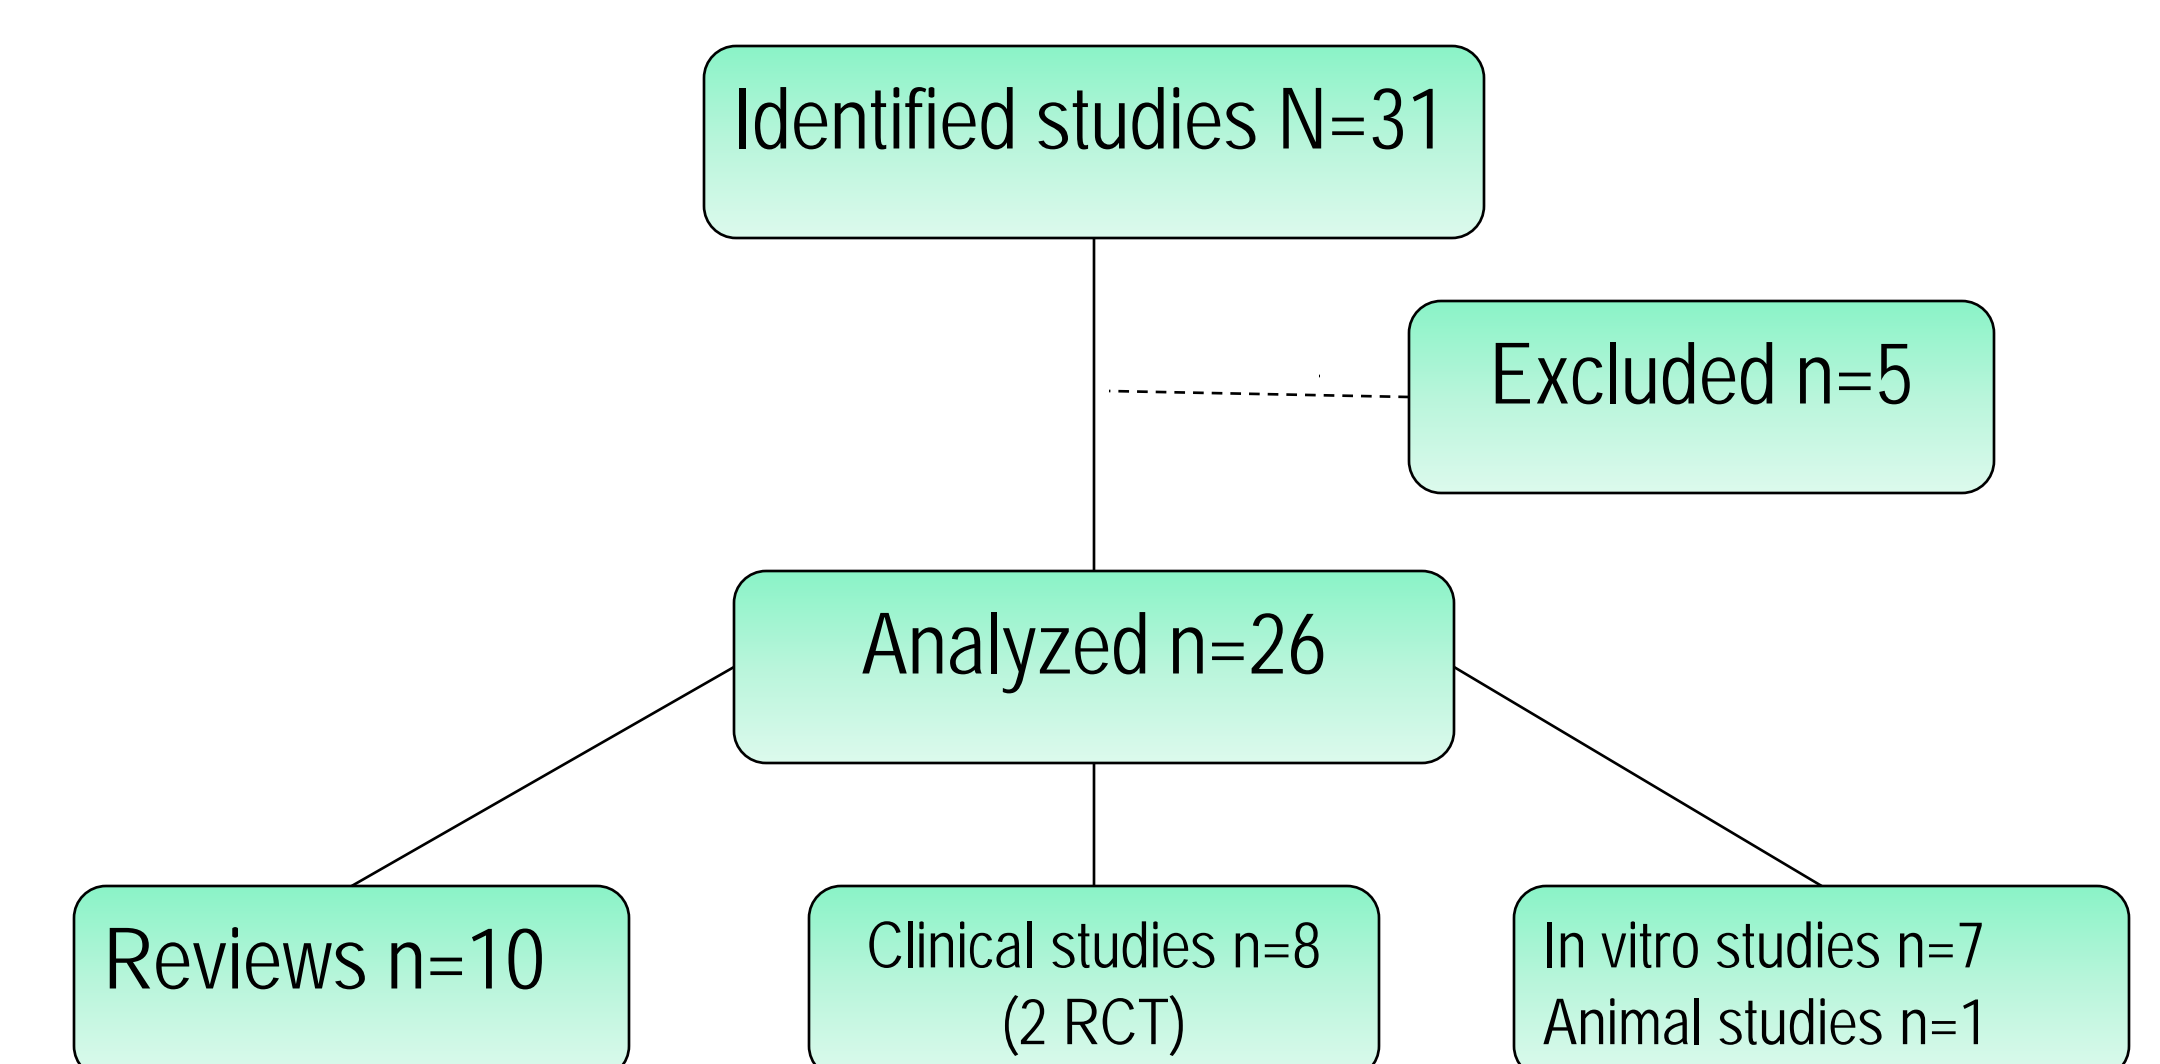 Identified studies N=31
Excluded n=5
Analyzed n=26
Reviews n=10
Clinical studies n=8
(2 RCT)
In vitro studies n=7
Animal studies n=1